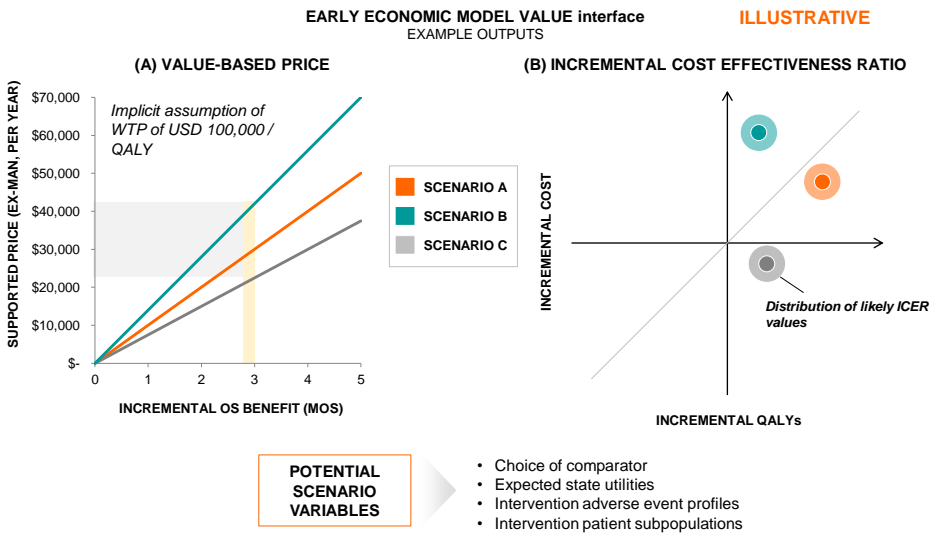 EARLY ECONOMIC MODEL VALUE interface
EXAMPLE OUTPUTS
ILLUSTRATIVE
(A) VALUE-BASED PRICE
SUPPORTED PRICE (EX-MAN, PER YEAR)
$70,000
$60,000
$50,000
$40,000
$30,000
$20,000
$10,000
$-
Implicit assumption of
WTP of USD 100,000 /
QALY
0 1 2 3 4 5
INCREMENTAL OS BENEFIT (MOS)
SCENARIO A
SCENARIO B
SCENARIO C
(B) INCREMENTAL COST EFFECTIVENESS RATIO
INCREMENTAL COST
Distribution of likely ICER
values
INCREMENTAL QALYs
POTENTIAL
SCENARIO
VARIABLES
• Choice of comparator
• Expected state utilities
• Intervention adverse event profiles
• Intervention patient subpopulations